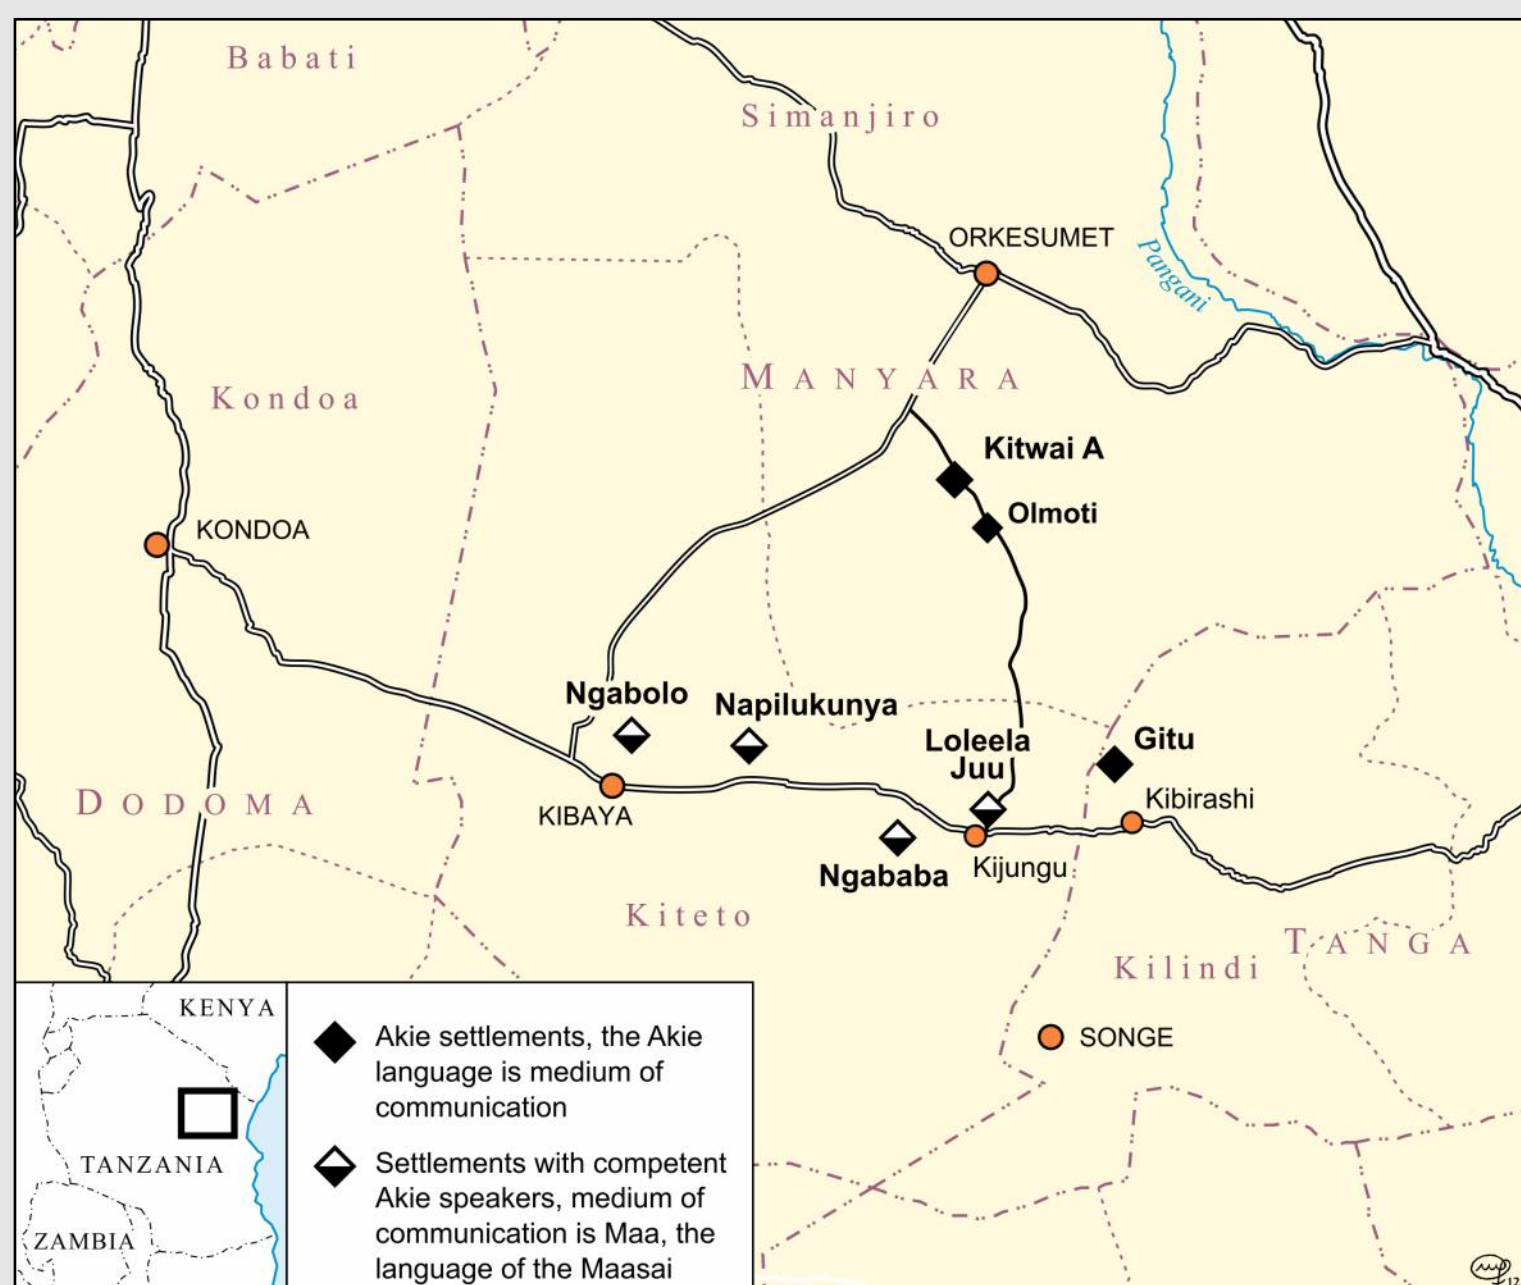 Babati
Simanjiro
ORKESUMET
Pangani
MANYARA
Kondoa
Kitwai A
Olmoti
KONDOA
Ngabolo
Napilukunya
Loleela
Juu
Gitu
Kibirashi
DODOMA
KIBAYA
Ngababa
Kijungu
Kiteto
TANGA
Kilindi
SONGE
KENYA
TANZANIA
ZAMBIA
Akie settlements, the Akie
language is medium of
communication
Settlements with competent
Akie speakers, medium of
communication is Maa, the
language of the Maasai